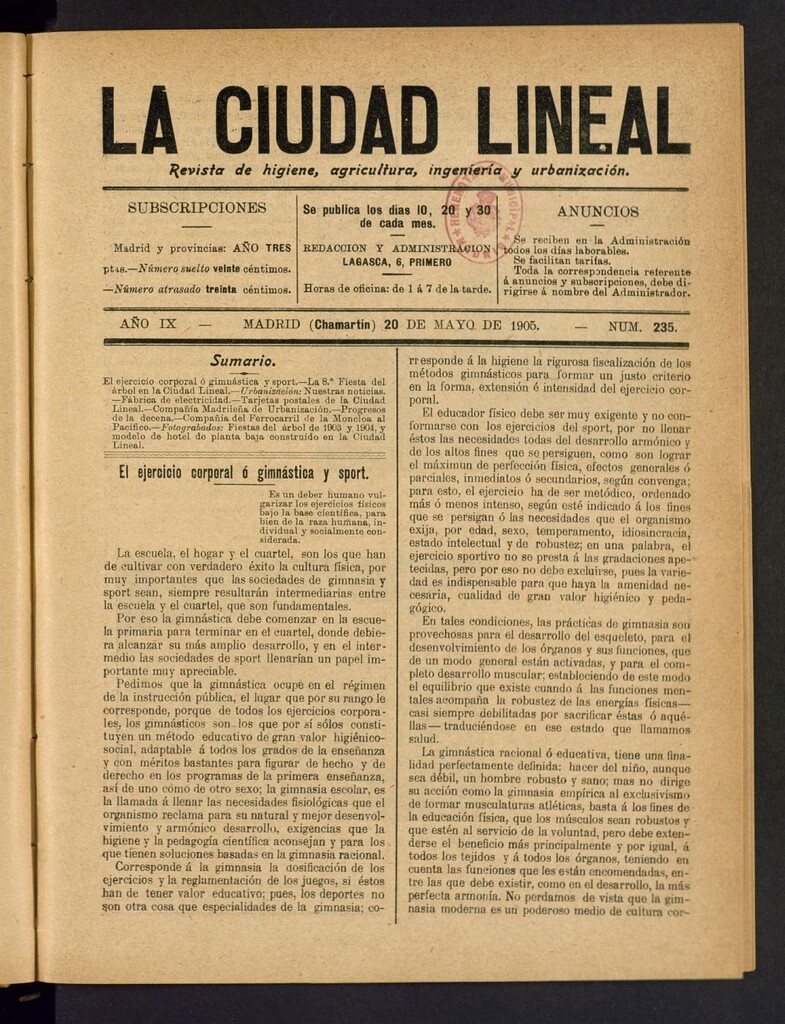 LA CIUDAD LINEAL
Revista de higiene, agricultura, ingeniería y urbanización.
SUBSCRIPCIONES
Madrid y provincias: AÑO TRES
ptas.—Número suelto veinte céntimos.
—Número atrasado treinta céntimos.
Se publica los días 10, 20 y 30
de cada mes.
REDACCION Y ADMINISTRACION
LAGASCA, 6, PRIMERO
Horas de oficina: de 1 á 7 de la tarde.
ANUNCIOS
Se reciben en la Administración
todos los días laborables.
Se facilitan tarifas.
Toda la correspondencia referente
á anuncios y subscripciones, debe di-
rigirse á nombre del Administrador.
HEMEROTECA MUNICIPAL
AÑO IX — MADRID (Chamartín) 20 DE MAYO DE 1905. — NUM. 235.
Sumario.
El ejercicio corporal ó gimnástica y sport.—La 8.ª Fiesta del
árbol en la Ciudad Lineal.—Urbanización: Nuestras noticias.
—Fábrica de electricidad.—Tarjetas postales de la Ciudad
Lineal.—Compañía Madrileña de Urbanización.—Progresos
de la decena.—Compañía del Ferrocarril de la Moncloa al
Pacífico.—Fotograbados: Fiestas del árbol de 1903 y 1904, y
modelo de hotel de planta baja construído en la Ciudad
Lineal.
El ejercicio corporal ó gimnástica y sport.
Es un deber humano vul-
garizar los ejercicios físicos
bajo la base científica, para
bien de la raza humana, in-
dividual y socialmente con-
siderada.
La escuela, el hogar y el cuartel, son los que han
de cultivar con verdadero éxito la cultura física, por
muy importantes que las sociedades de gimnasia y
sport sean, siempre resultarán intermediarias entre
la escuela y el cuartel, que son fundamentales.
Por eso la gimnástica debe comenzar en la escue-
la primaria para terminar en el cuartel, donde debie-
ra alcanzar su más amplio desarrollo, y en el inter-
medio las sociedades de sport llenarían un papel im-
portante muy apreciable.
Pedimos que la gimnástica ocupe en el régimen
de la instrucción pública, el lugar que por su rango le
corresponde, porque de todos los ejercicios corpora-
les, los gimnásticos son los que por sí sólos consti-
tuyen un método educativo de gran valor higiénico-
social, adaptable á todos los grados de la enseñanza
y con méritos bastantes para figurar de hecho y de
derecho en los programas de la primera enseñanza,
así de uno cómo de otro sexo; la gimnasia escolar, es
la llamada á llenar las necesidades fisiológicas que el
organismo reclama para su natural y mejor desenvol-
vimiento y armónico desarrollo, exigencias que la
higiene y la pedagogía científica aconsejan y para los
que tienen soluciones basadas en la gimnasia racional.
Corresponde á la gimnasia la dosificación de los
ejercicios y la reglamentación de los juegos, si éstos
han de tener valor educativo; pues, los deportes no
son otra cosa que especialidades de la gimnasia; co-
rresponde á la higiene la rigurosa fiscalización de los
métodos gimnásticos para formar un justo criterio
en la forma, extensión é intensidad del ejercicio cor-
poral.
El educador físico debe ser muy exigente y no con-
formarse con los ejercicios del sport, por no llenar
éstos las necesidades todas del desarrollo armónico y
de los altos fines que se persiguen, como son lograr
el máximun de perfección física, efectos generales ó
parciales, inmediatos ó secundarios, según convenga;
para esto, el ejercicio ha de ser metódico, ordenado
más ó menos intenso, según esté indicado á los fines
que se persigan ó las necesidades que el organismo
exija, por edad, sexo, temperamento, idiosincracia,
estado intelectual y de robustez; en una palabra, el
ejercicio sportivo no se presta á las gradaciones ape-
tecidas, pero por eso no debe excluirse, pues la varie-
dad es indispensable para que haya la amenidad ne-
cesaria, cualidad de gran valor higiénico y peda-
gógico.
En tales condiciones, las prácticas de gimnasia son
provechosas para el desarrollo del esqueleto, para el
desenvolvimiento de los órganos y sus funciones, que
de un modo general están activadas, y para el com-
pleto desarrollo muscular; estableciendo de este modo
el equilibrio que existe cuando á las funciones men-
tales acompaña la robustez de las energías físicas—
casi siempre debilitadas por sacrificar éstas ó aqué-
llas—traduciéndose en ese estado que llamamos
salud.
La gimnástica racional ó educativa, tiene una fina-
lidad perfectamente definida: hacer del niño, aunque
sea débil, un hombre robusto y sano; mas no dirige
su acción como la gimnasia empírica al exclusivismo
de formar musculaturas atléticas, basta á los fines de
la educación física, que los músculos sean robustos y
que estén al servicio de la voluntad, pero debe exten-
derse el beneficio más principalmente y por igual, á
todos los tejidos y á todos los órganos, teniendo en
cuenta las funciones que les están encomendadas, en-
tre las que debe existir, como en el desarrollo, la más
perfecta armonía. No perdamos de vista que la gim-
nasia moderna es un poderoso medio de cultura cor-